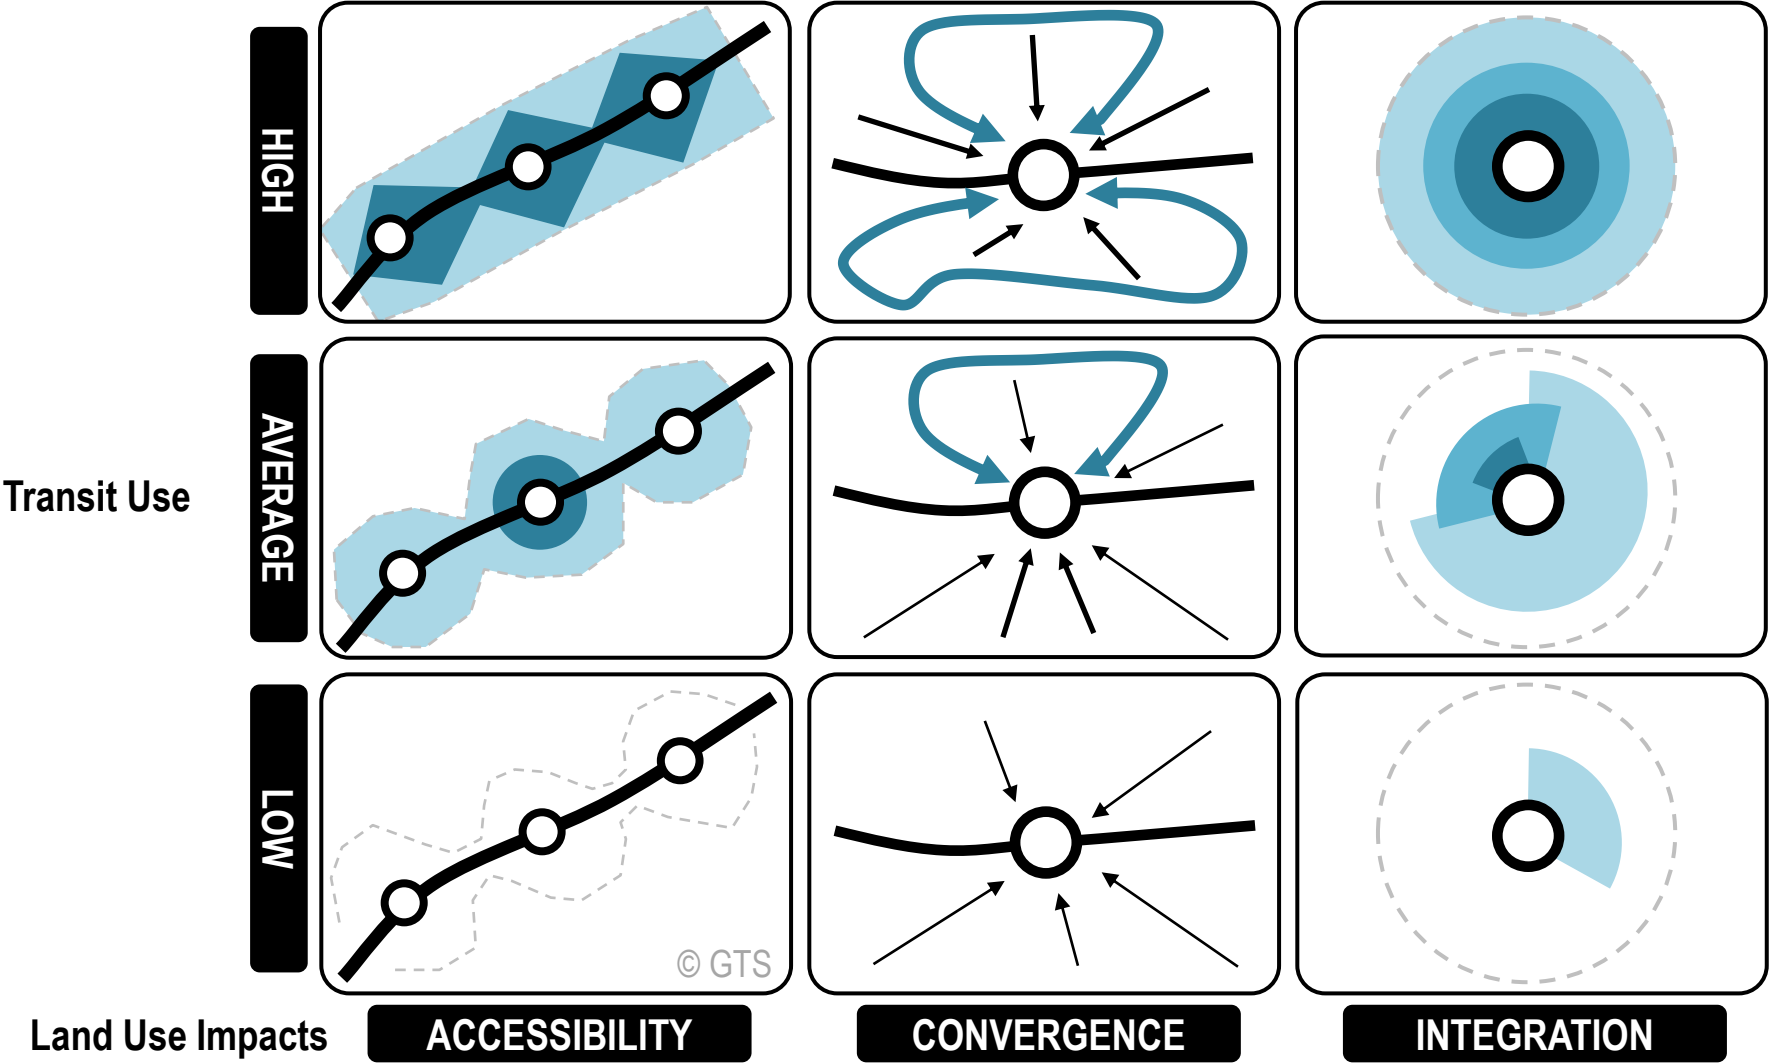 HIGH
Transit Use
AVERAGE
LOW
© GTS
Land Use Impacts
ACCESSIBILITY
CONVERGENCE
INTEGRATION